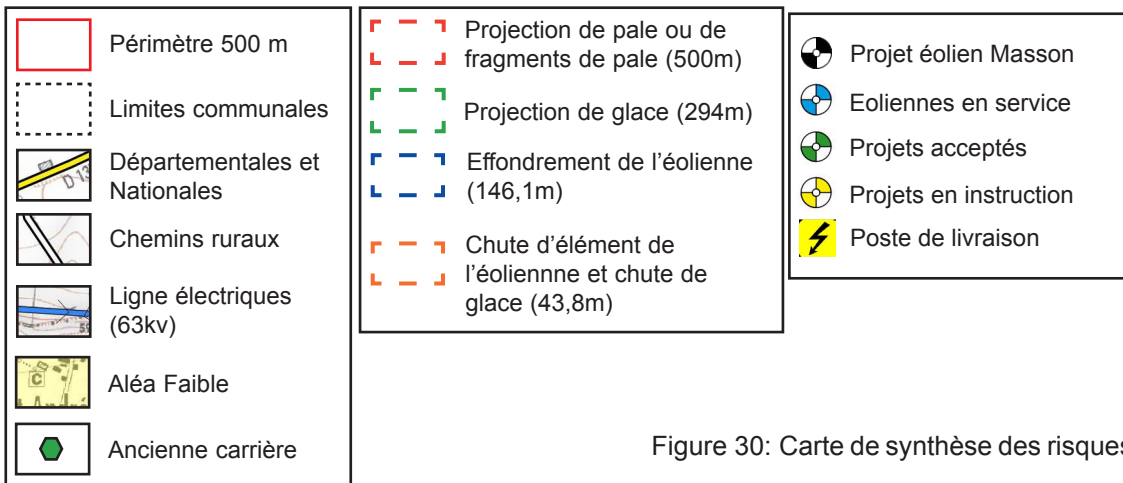 Périmètre 500 m
Limites communales
D 13
Départementales et
Nationales
Chemins ruraux
Ligne électriques
(63kv)
C
Aléa Faible
Ancienne carrière
Projection de pale ou de
fragments de pale (500m)
Projection de glace (294m)
Effondrement de l'éolienne
(146,1m)
Chute d'élément de
l'éoliennne et chute de
glace (43,8m)
Projet éolien Masson
Eoliennes en service
Projets acceptés
Projets en instruction
Poste de livraison
Figure 30: Carte de synthèse des risques